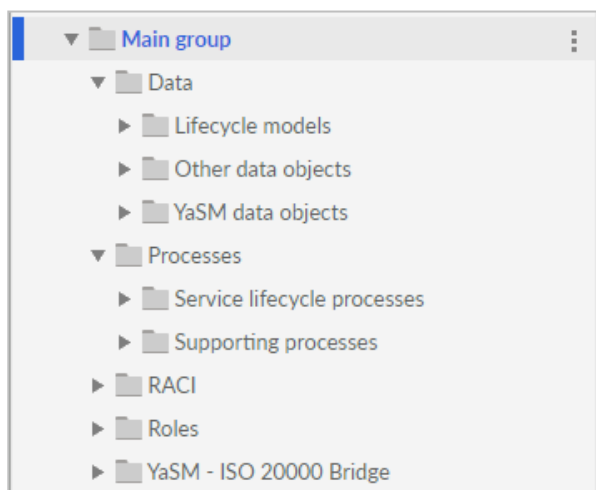 Main group
Data
Lifecycle models
Other data objects
YaSM data objects
Processes
Service lifecycle processes
Supporting processes
RACI
Roles
YaSM - ISO 20000 Bridge